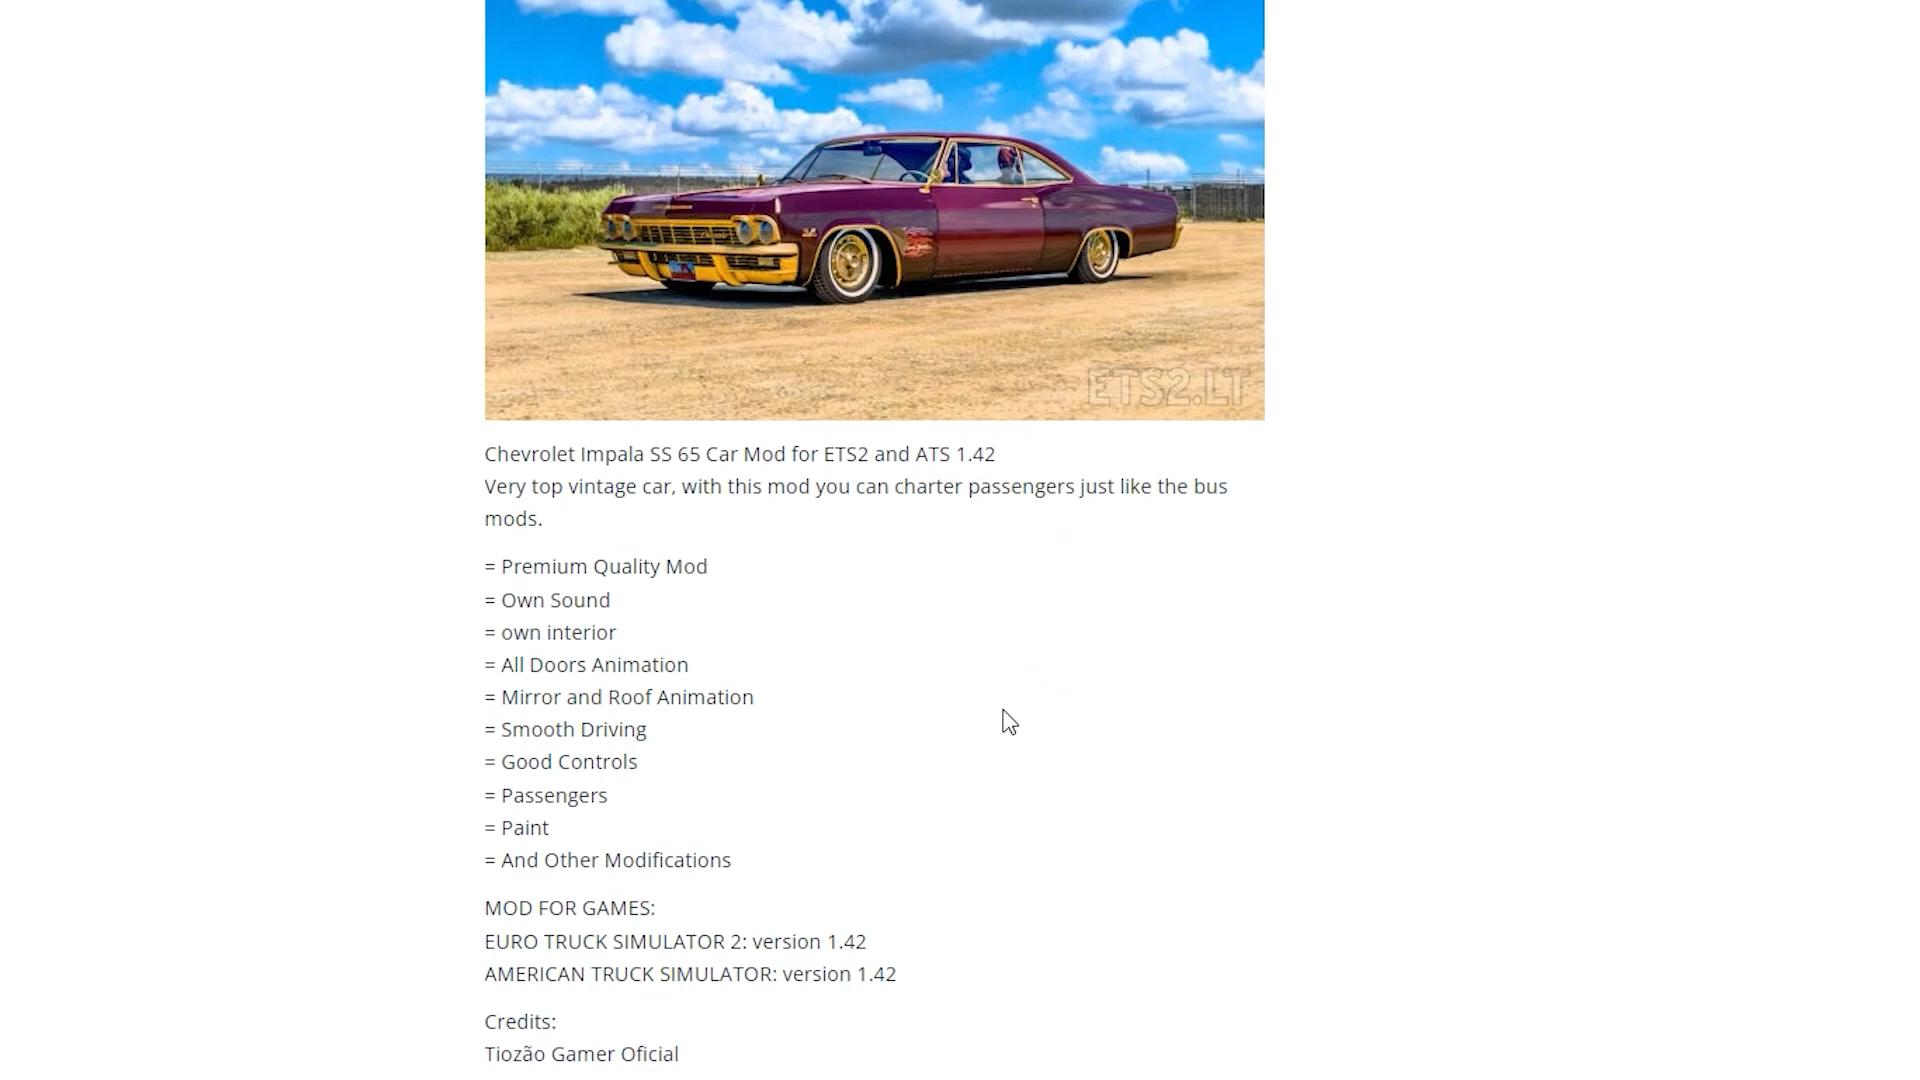 ETS2.LT
Chevrolet Impala SS 65 Car Mod for ETS2 and ATS 1.42
Very top vintage car, with this mod you can charter passengers just like the bus
mods.
= Premium Quality Mod
= Own Sound
= own interior
= All Doors Animation
= Mirror and Roof Animation
= Smooth Driving
= Good Controls
= Passengers
= Paint
= And Other Modifications
MOD FOR GAMES:
EURO TRUCK SIMULATOR 2: version 1.42
AMERICAN TRUCK SIMULATOR: version 1.42
Credits:
Tiozão Gamer Oficial